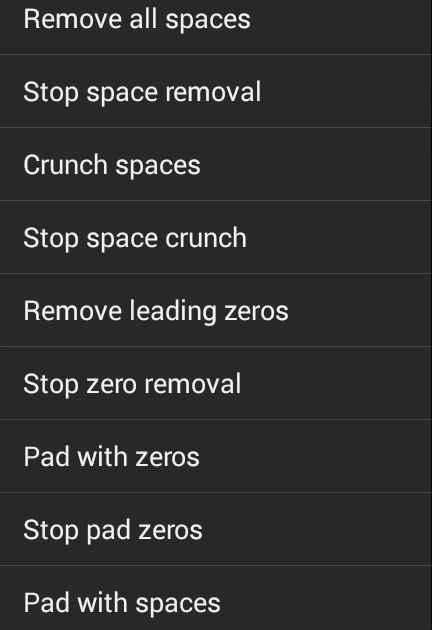 Remove all spaces
Stop space removal
Crunch spaces
Stop space crunch
Remove leading zeros
Stop zero removal
Pad with zeros
Stop pad zeros
Pad with spaces